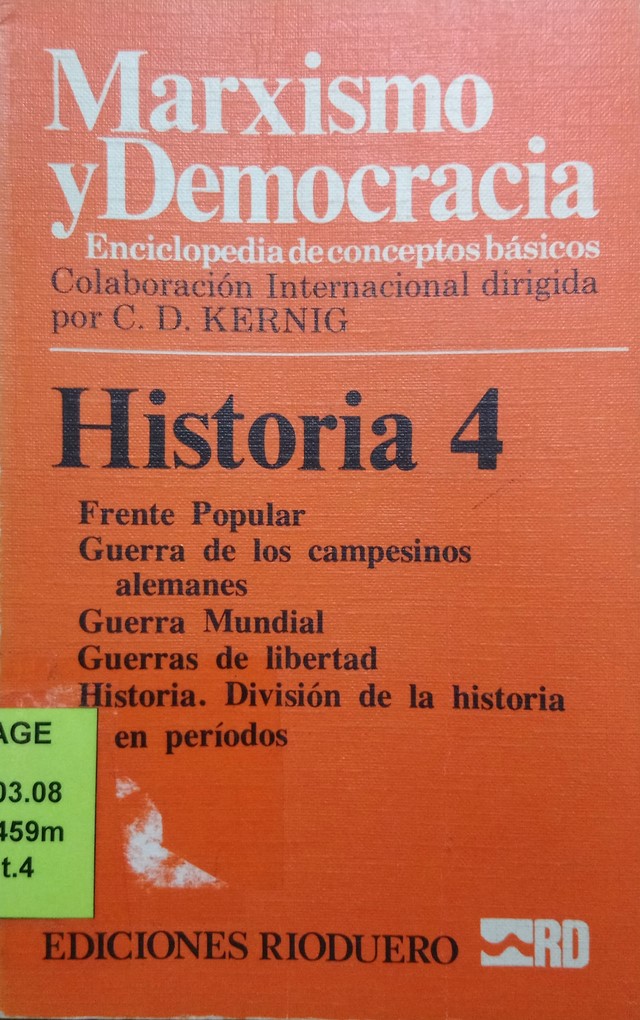 Marxismo
y Democracia
Enciclopedia de conceptos básicos
Colaboración Internacional dirigida
por C. D. KERNIG
Historia 4
Frente Popular
Guerra de los campesinos
alemanes
Guerra Mundial
Guerras de libertad
Historia. División de la historia
en períodos
AGE
03.08
459m
t.4
EDICIONES RIODUERO
RD